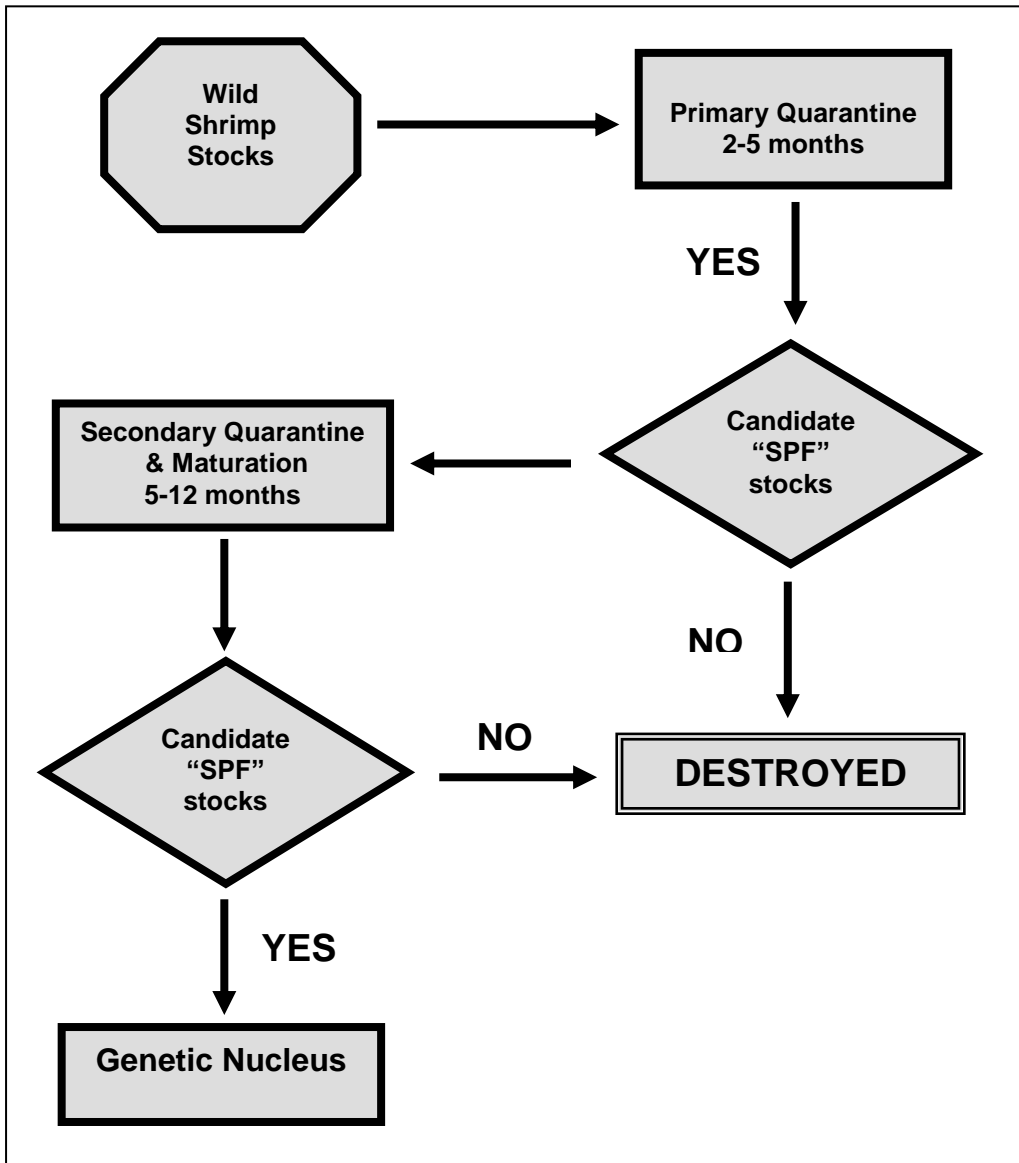 Wild
Shrimp
Stocks
Primary Quarantine
2-5 months
YES
Candidate
“SPF”
stocks
Secondary Quarantine
& Maturation
5-12 months
NO
Candidate
“SPF”
stocks
NO
DESTROYED
YES
Genetic Nucleus